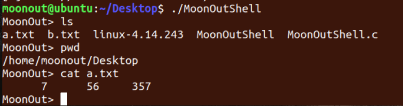 moonout@ubuntu:~/Desktop$ ./MoonOutShell
MoonOut> ls
a.txt  b.txt  linux-4.14.243  MoonOutShell  MoonOutShell.c
MoonOut> pwd
/home/moonout/Desktop
MoonOut> cat a.txt
7 56 357
MoonOut>